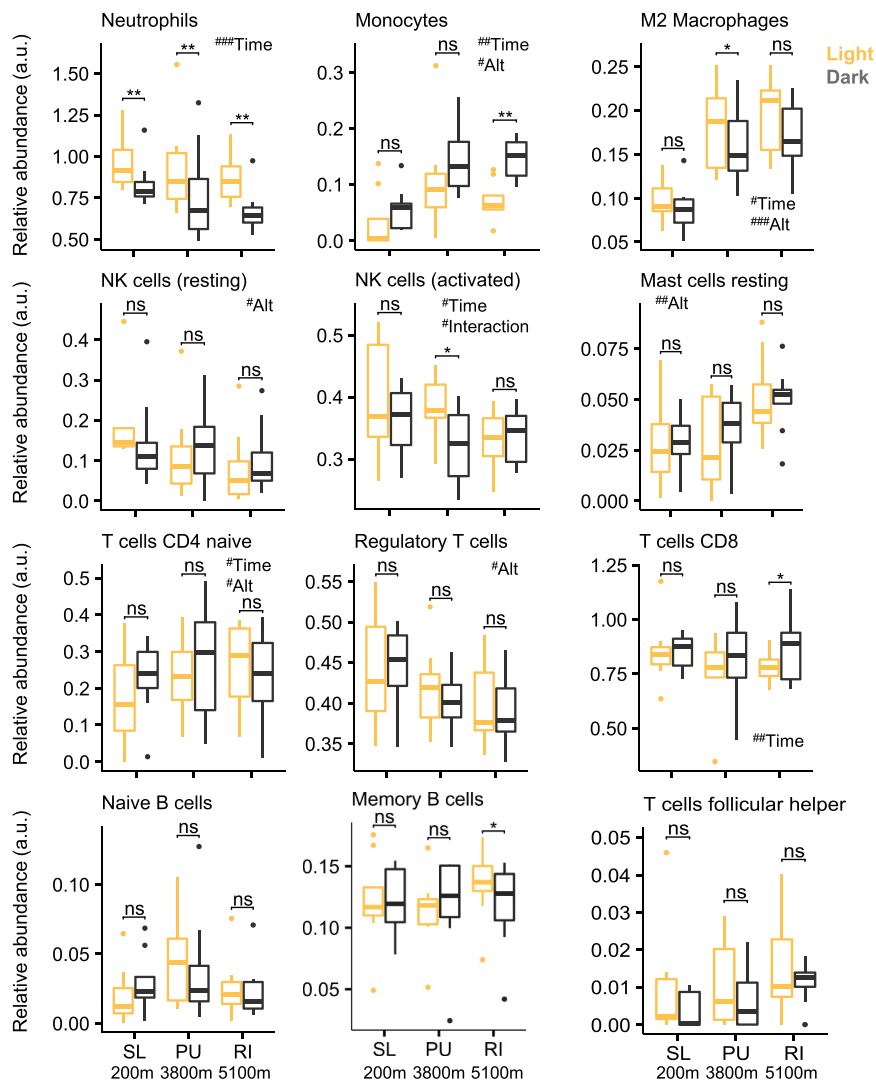 Neutrophils
Monocytes
M2 Macrophages
Relative abundance (a.u.)
1.50
1.25
1.00
0.75
0.50
**
**
**
###Time
0.3
0.2
0.1
0.0
ns
ns
**
##Time
#Alt
0.25
0.20
0.15
0.10
0.05
ns
*
ns
#Time
###Alt
Light
Dark
NK cells (resting)
NK cells (activated)
Mast cells resting
Relative abundance (a.u.)
0.4
0.3
0.2
0.1
0.0
ns
ns
ns
#Alt
0.5
0.4
0.3
ns
*
ns
#Time
#Interaction
0.075
0.050
0.025
0.000
##Alt
ns
ns
ns
T cells CD4 naive
Regulatory T cells
T cells CD8
Relative abundance (a.u.)
0.5
0.4
0.3
0.2
0.1
0.0
ns
ns
ns
#Time
#Alt
0.55
0.50
0.45
0.40
0.35
ns
ns
ns
#Alt
1.25
1.00
0.75
0.50
ns
ns
*
##Time
Naive B cells
Memory B cells
T cells follicular helper
Relative abundance (a.u.)
0.10
0.05
0.00
ns
ns
ns
0.15
0.10
0.05
ns
ns
*
0.05
0.04
0.03
0.02
0.01
0.00
ns
ns
ns
SL PU RI
200m 3800m 5100m
SL PU RI
200m 3800m 5100m
SL PU RI
200m 3800m 5100m